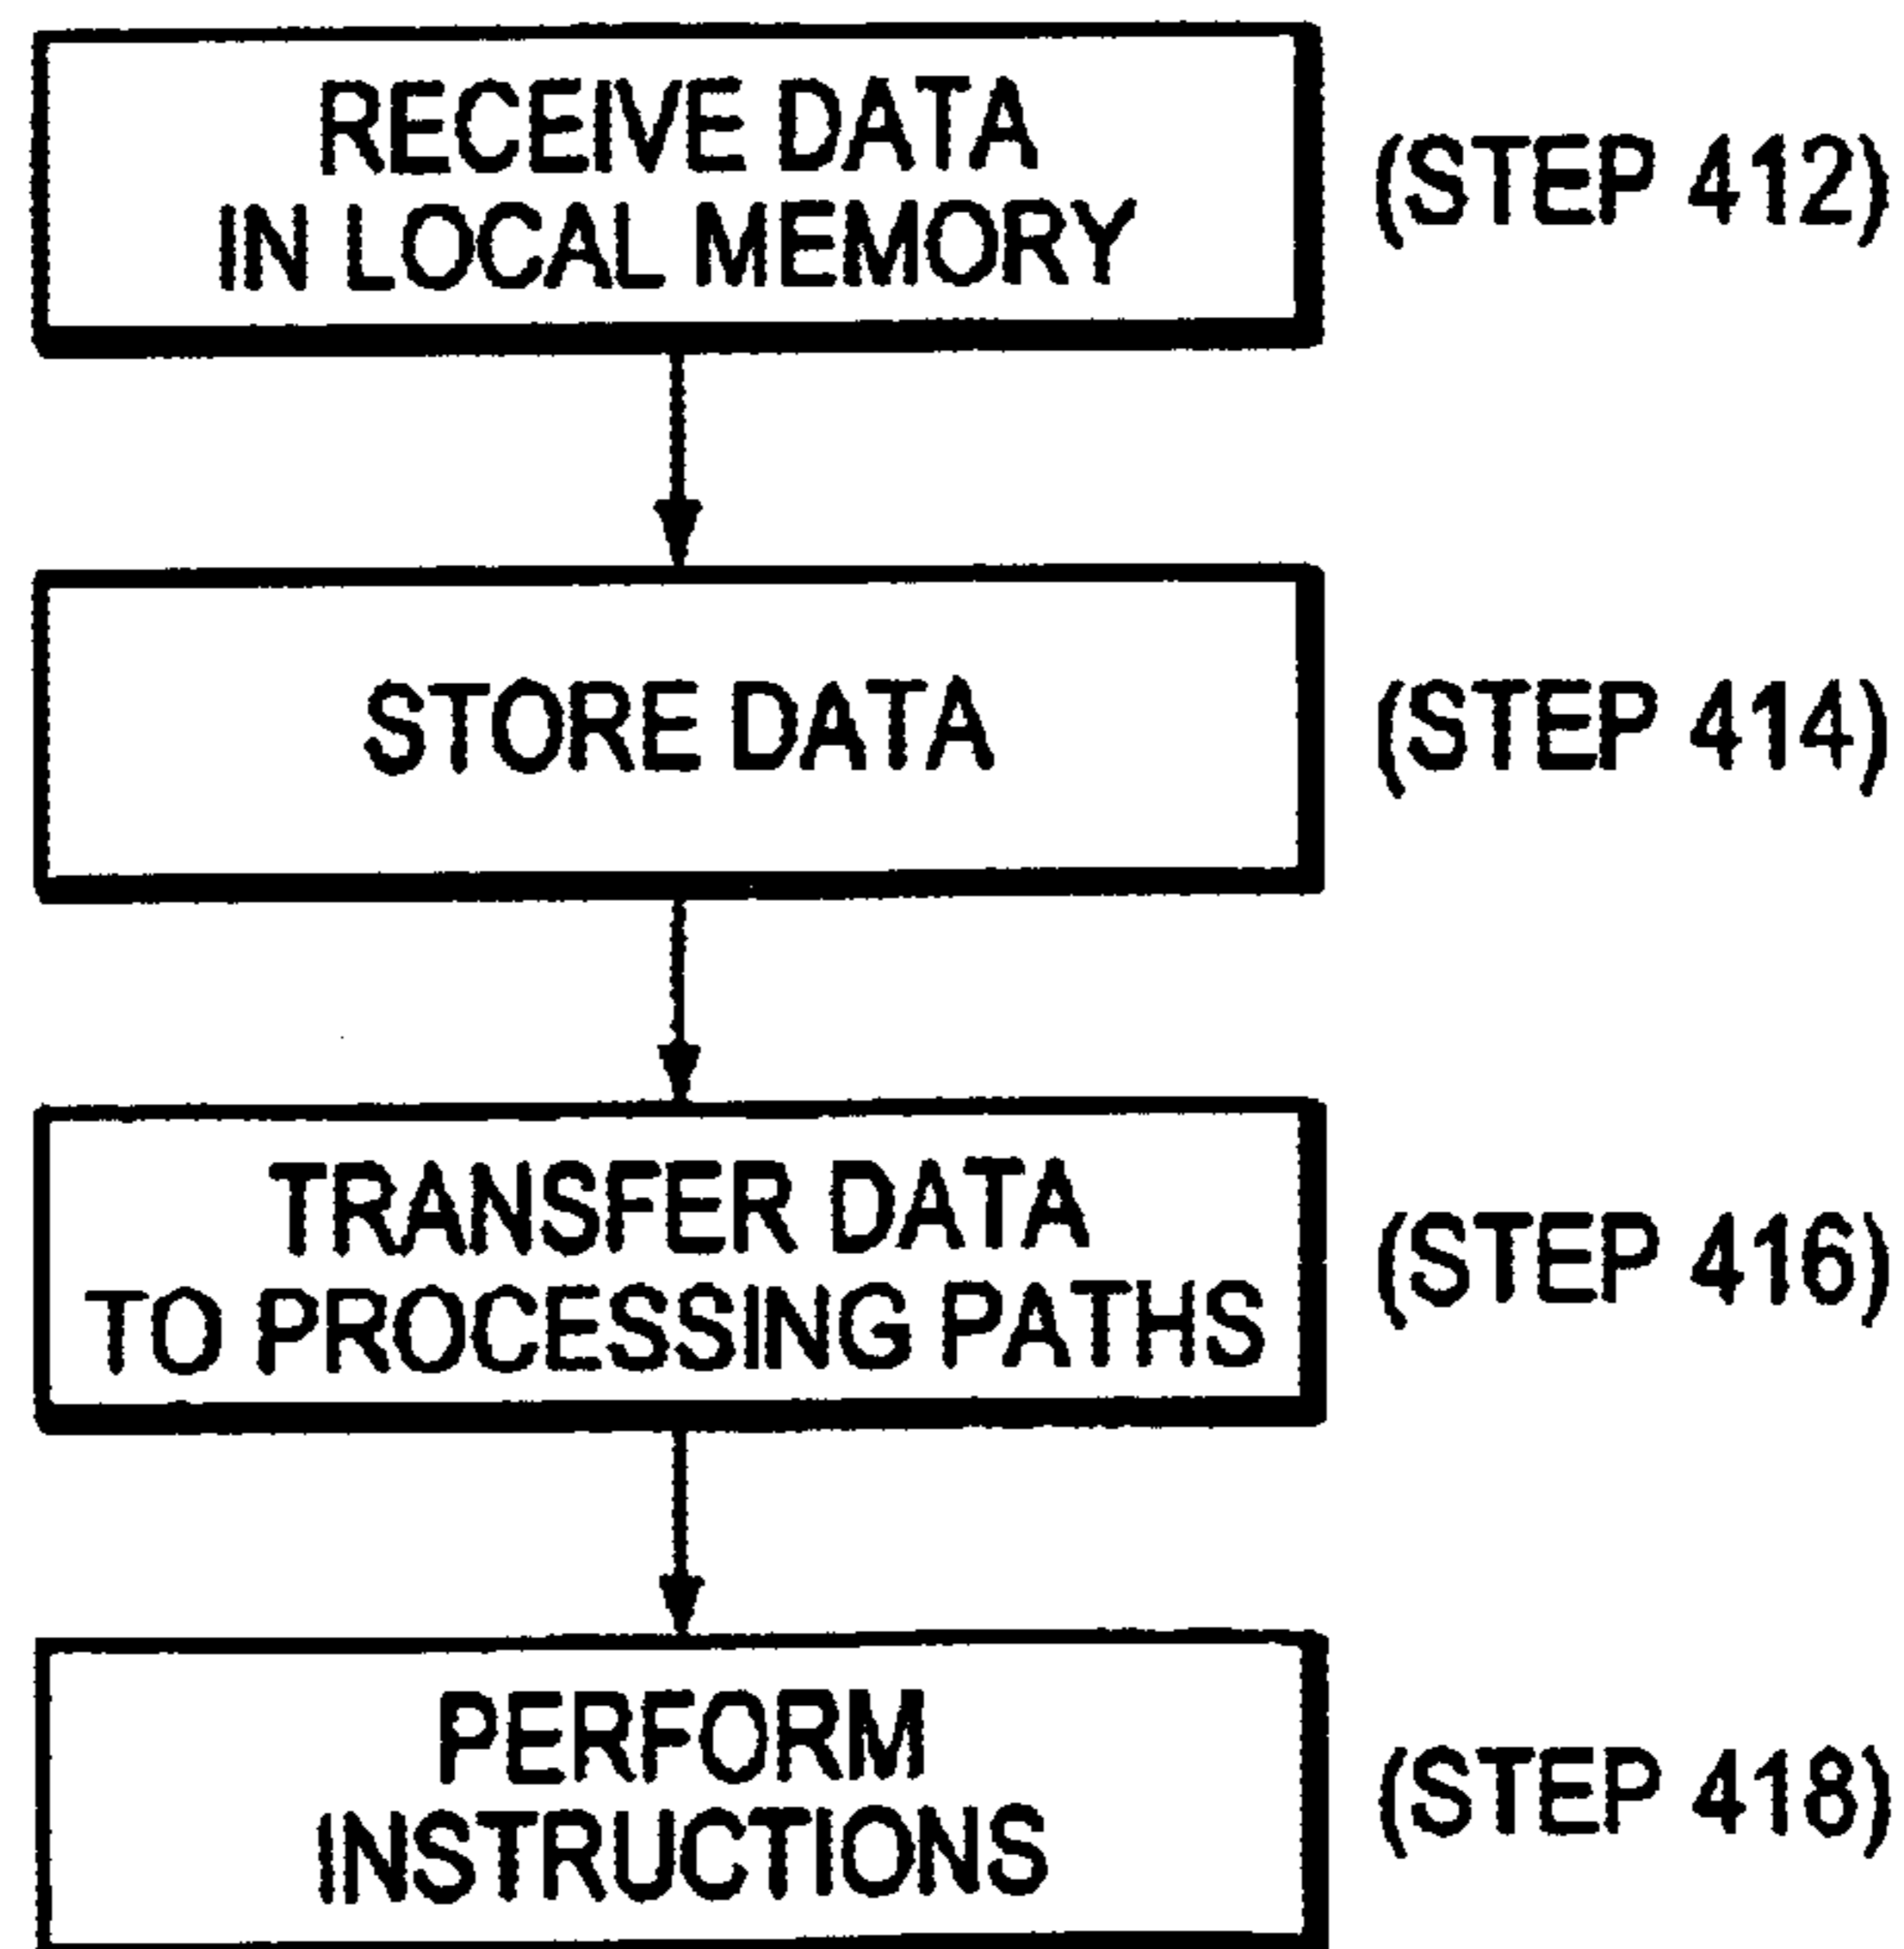 RECEIVE DATA
IN LOCAL MEMORY
(STEP 412)
STORE DATA
(STEP 414)
TRANSFER DATA
TO PROCESSING PATHS
(STEP 416)
PERFORM
INSTRUCTIONS
(STEP 418)